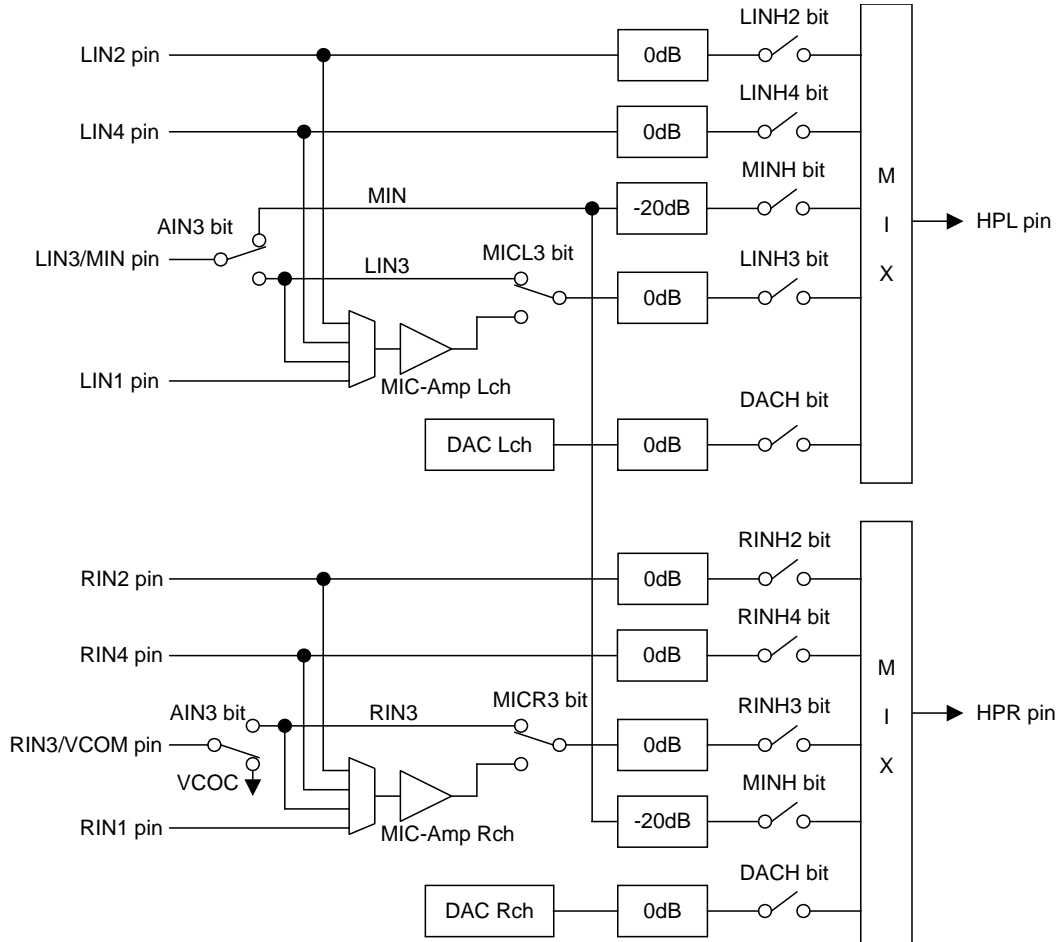 LINH2 bit
LIN2 pin
0dB
LINH4 bit
LIN4 pin
0dB
MINH bit
MIN
-20dB
AIN3 bit
LIN3/MIN pin
LIN3
MICL3 bit
LINH3 bit
0dB
LIN1 pin
MIC-Amp Lch
DACH bit
DAC Lch
0dB
M
I
X
HPL pin
RINH2 bit
RIN2 pin
0dB
RINH4 bit
RIN4 pin
0dB
AIN3 bit
RIN3
MICR3 bit
RINH3 bit
RIN3/VCOM pin
0dB
VCOC
MINH bit
RIN1 pin
-20dB
MIC-Amp Rch
DACH bit
DAC Rch
0dB
M
I
X
HPR pin